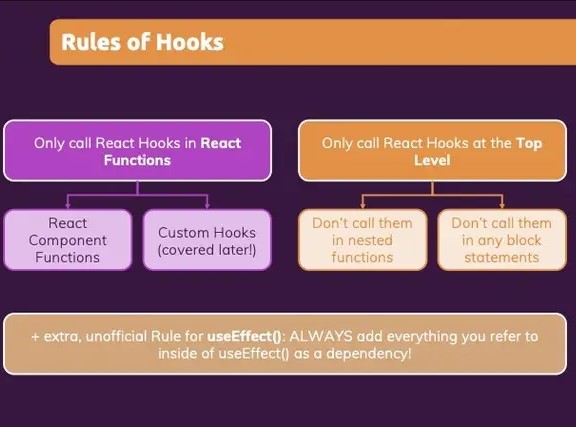 Rules of Hooks
Only call React Hooks in React
Functions
Only call React Hooks at the Top
Level
React
Component
Functions
Custom Hooks
(covered later!)
Don't call them
in nested
functions
Don't call them
in any block
statements
+ extra, unofficial Rule for useEffect(): ALWAYS add everything you refer to
inside of useEffect() as a dependency!